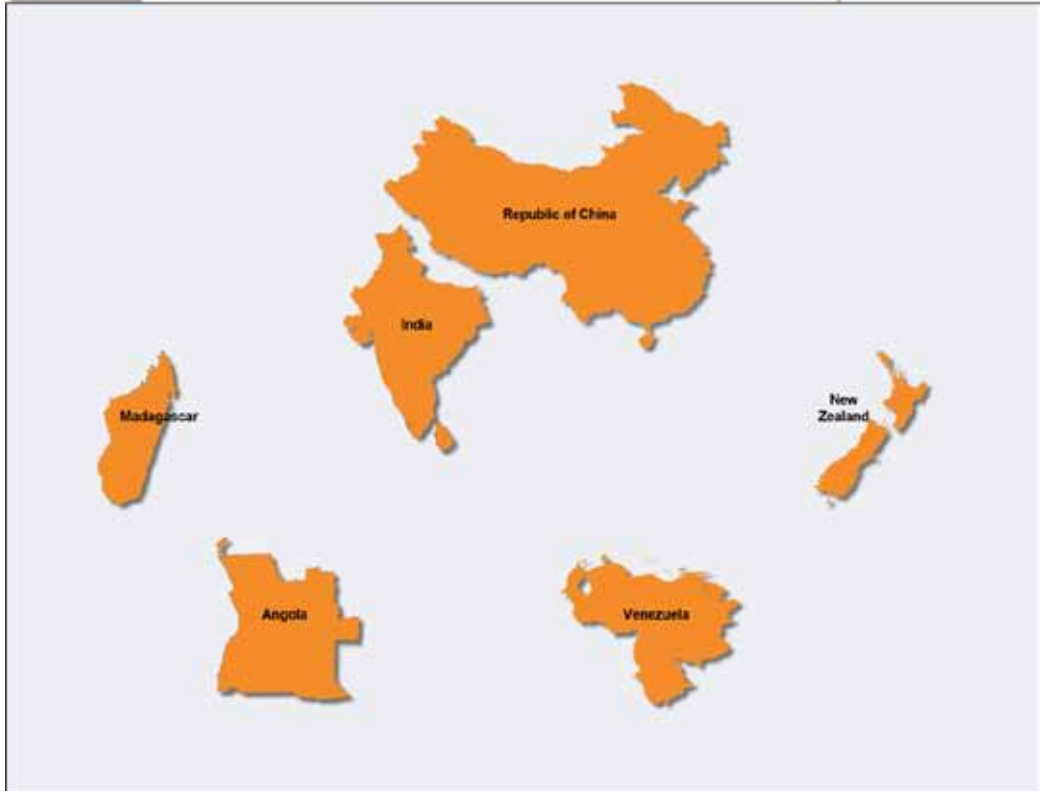 Republic of China
India
Madagascar
New
Zealand
Angola
Venezuela